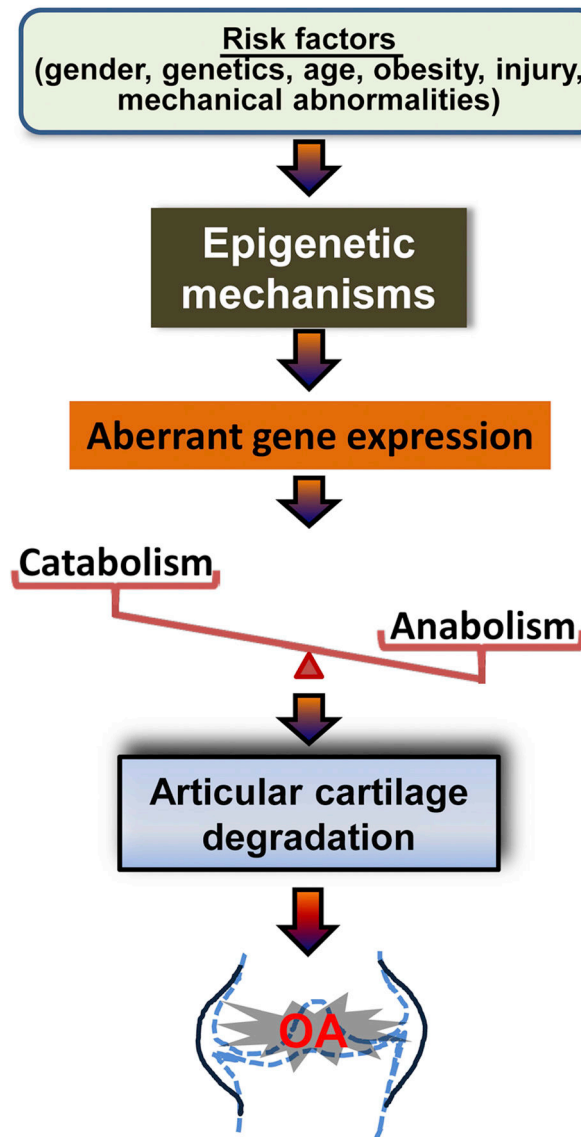 Risk factors
(gender, genetics, age, obesity, injury,
mechanical abnormalities)
Epigenetic
mechanisms
Aberrant gene expression
Catabolism
Anabolism
Articular cartilage
degradation
OA